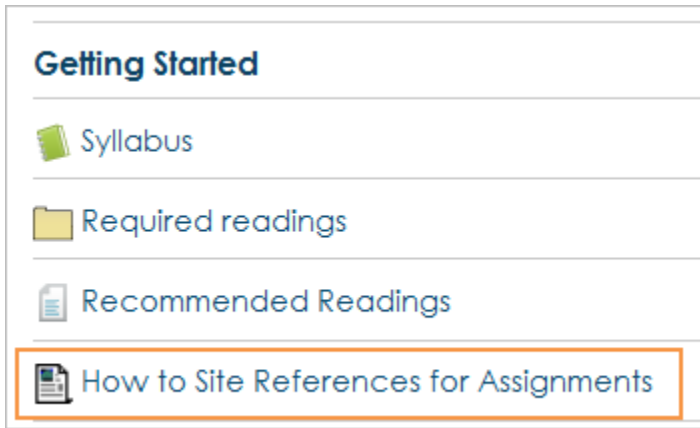 Getting Started
Syllabus
Required readings
Recommended Readings
How to Site References for Assignments